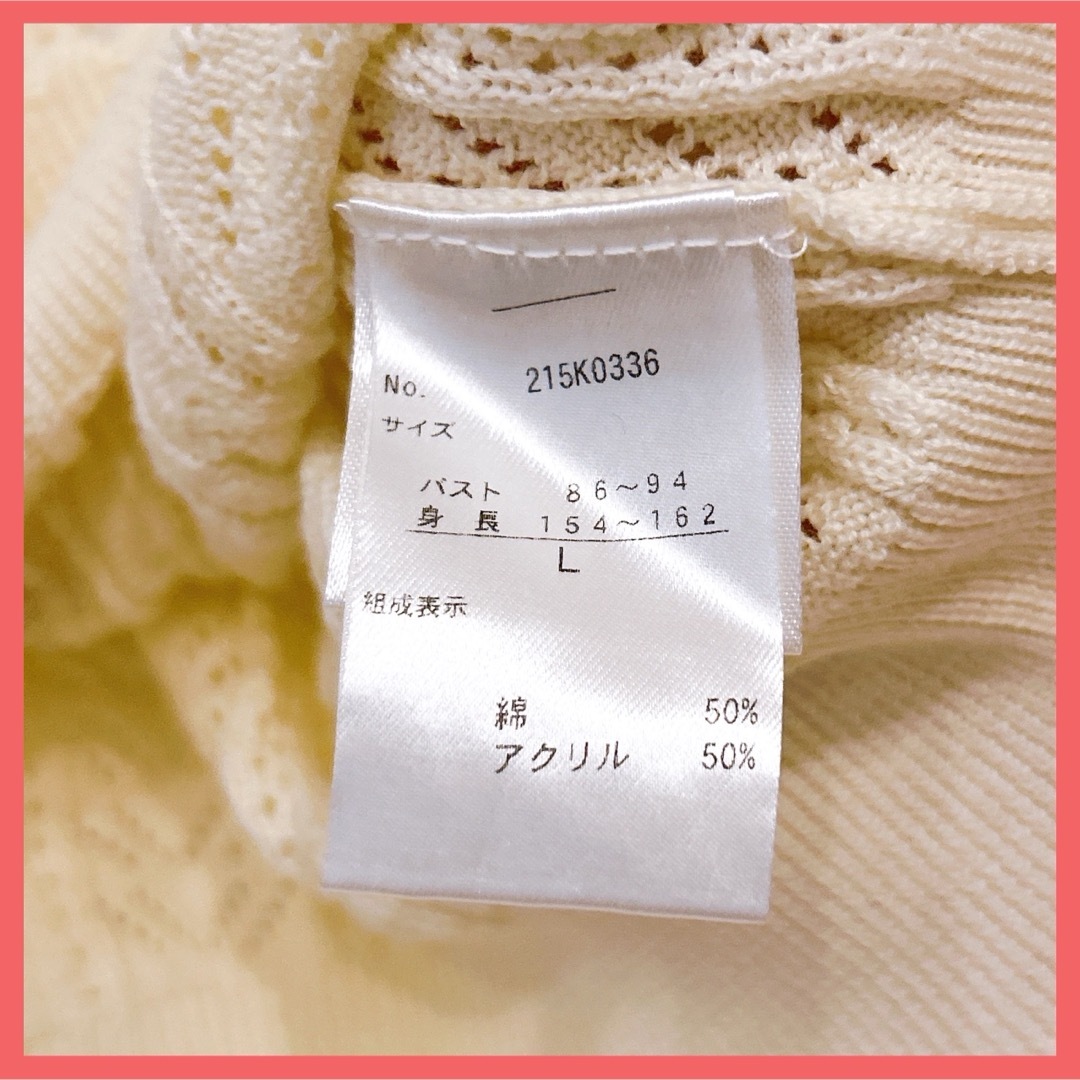 No. 215K0336
サイズ
バスト 86～94
身長 154～162
L
組成表示
綿 50%
アクリル 50%